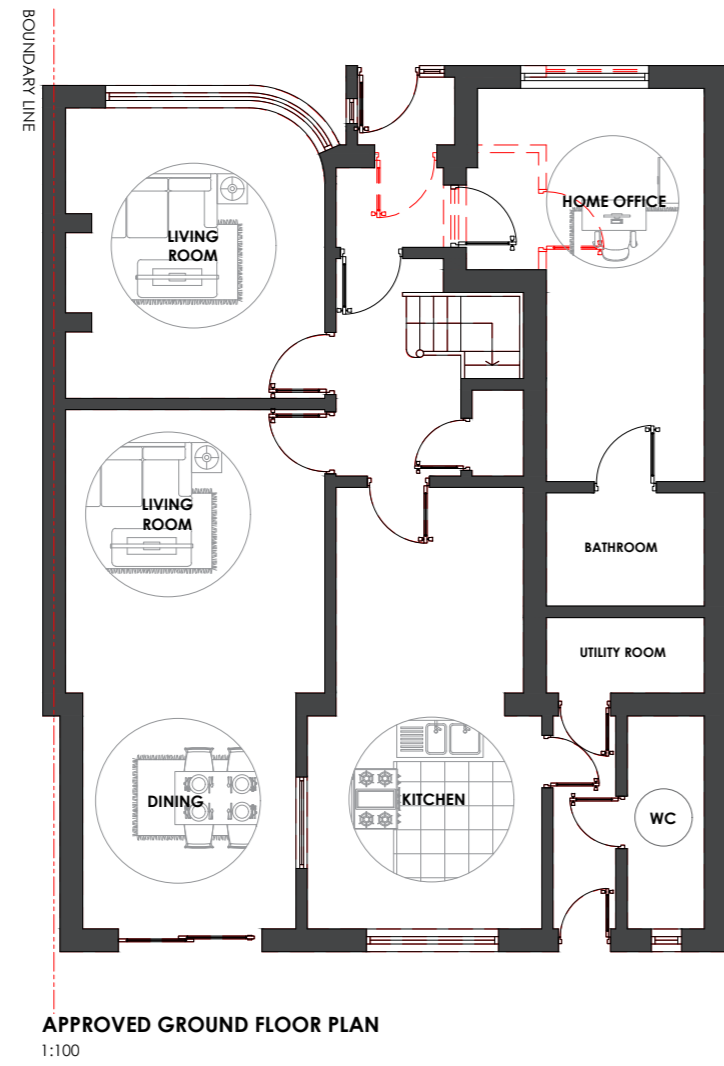 BOUNDARY LINE
HOME OFFICE
LIVING
ROOM
LIVING
ROOM
BATHROOM
UTILITY ROOM
DINING
KITCHEN
WC
APPROVED GROUND FLOOR PLAN
1:100